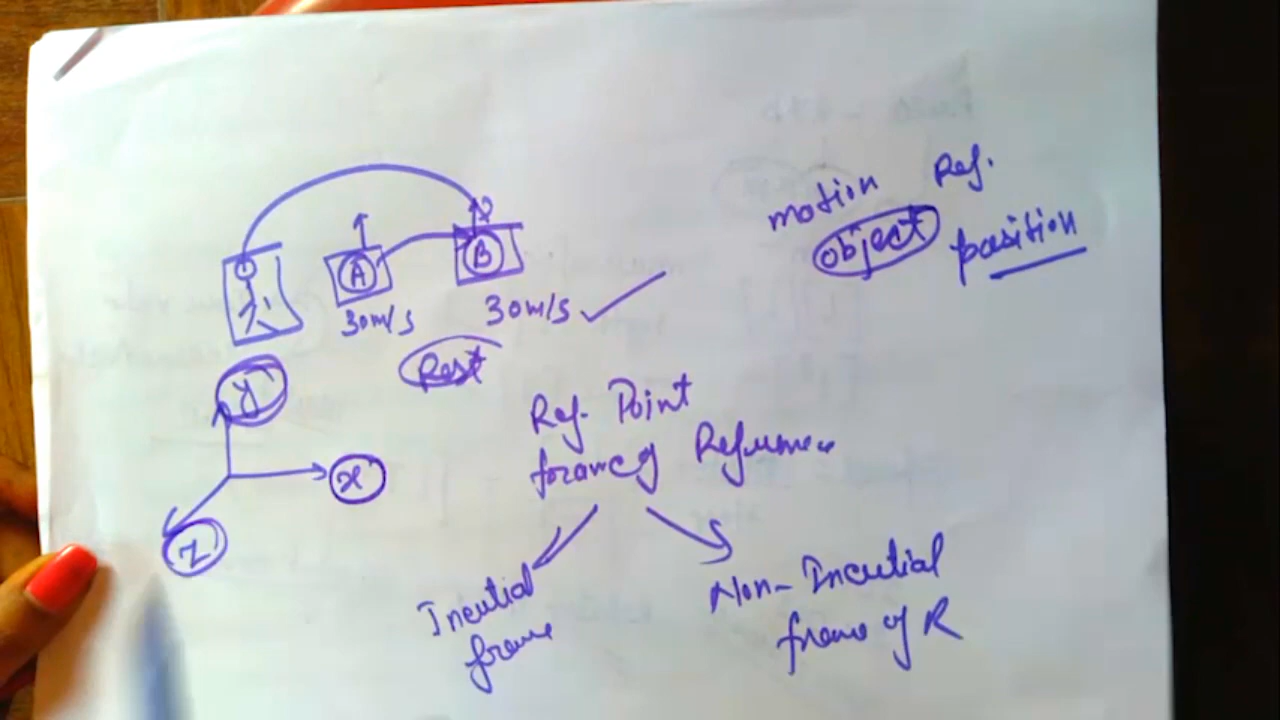 motion Ref.
object position
A B
30m/s 30m/s
Rest
Y
X
Z
Ref. Point
frame of Reference
Inertial
frame
Non-Inertial
frame of R